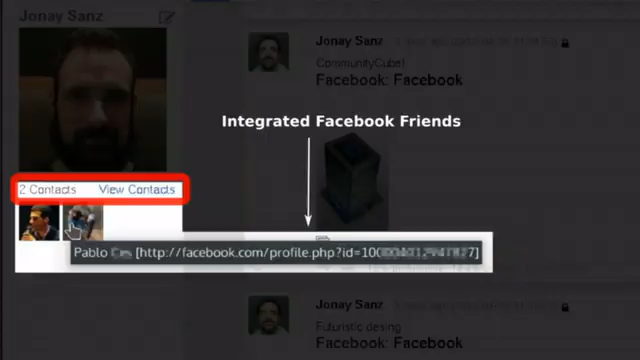 Jonay Sanz
2 Contacts
View Contacts
Jonay Sanz
CommunityCube!
Facebook: Facebook
Integrated Facebook Friends
Pablo [http://facebook.com/profile.php?id=10
Jonay Sanz
Futuristic desing
Facebook: Facebook